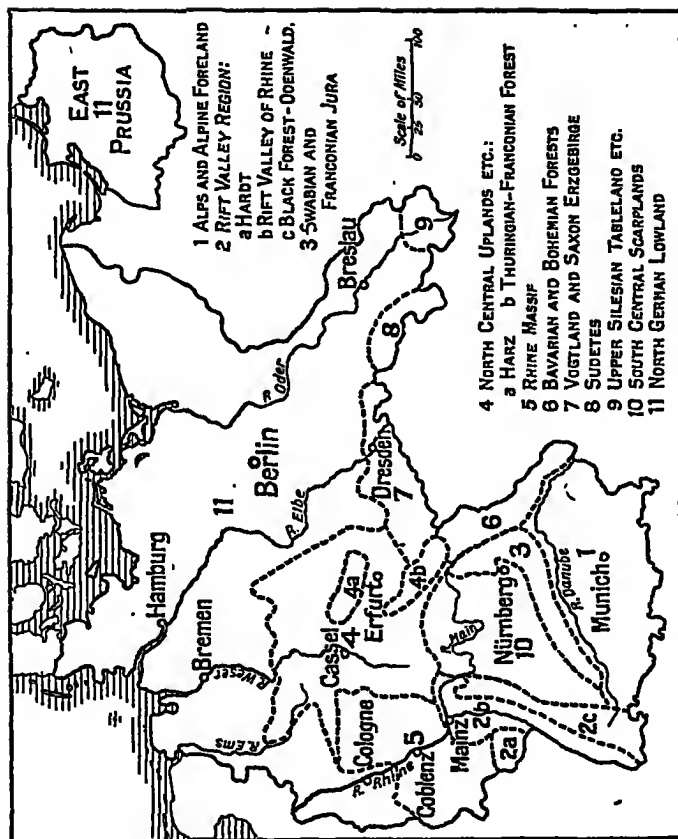 EAST
11
PRUSSIA
1 ALPS AND ALPINE FORELAND
2 RIFT VALLEY REGION:
a HARDT
b RIFT VALLEY OF RHINE –
c BLACK FOREST-ODENWALD.
3 SWABIAN AND
FRANCONIAN JURA
Scale of Miles
0 25 50 100
4 NORTH CENTRAL UPLANDS ETC.:
a HARZ b THURINGIAN-FRANCONIAN FOREST
5 RHINE MASSIF
6 BAVARIAN AND BOHEMIAN FORESTS
7 VOGTLAND AND SAXON ERZGEBIRGE
8 SUDETES
9 UPPER SILESIAN TABLELAND ETC.
10 SOUTH CENTRAL SCARPLANDS
11 NORTH GERMAN LOWLAND
Hamburg
Bremen
R. Weser
R. Ems
11
Berlin
R. Elbe
R. Oder
Breslau
9
8
Dresden
7
Cassel
4
4a
Erfurt
4b
Cologne
R. Rhine
5
Coblenz
Mainz
2b
2a
2c
R. Main
Nürnberg
10
3
6
R. Danube
Munich
1